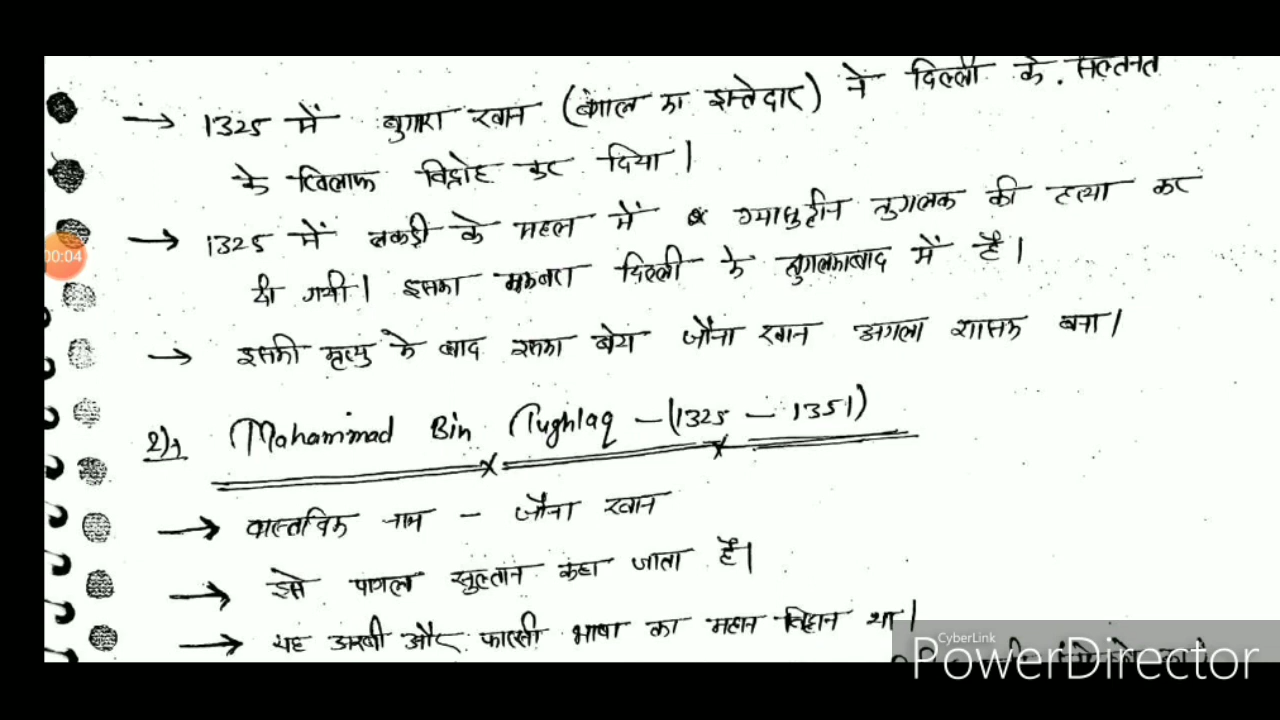 → 1325 में बुगरा खान (बंगाल का इक्तेदार) ने दिल्ली के सल्तनत
के खिलाफ विद्रोह कर दिया।
→ 1325 में लकड़ी के महल में ग्यासुद्दीन तुगलक की हत्या कर
दी गयी। इसका मकबरा दिल्ली के तुगलकाबाद में है।
→ इसकी मृत्यु के बाद इसका बेटा जौना खान अगला शासक बना।
2) Mohammad Bin Tughlaq – (1325 – 1351)
→ वास्तविक नाम – जौना खान
→ इसे पागल सुल्तान कहा जाता है।
→ यह अरबी और फारसी भाषा का महान विद्वान था।
00:04
CyberLink
PowerDirector